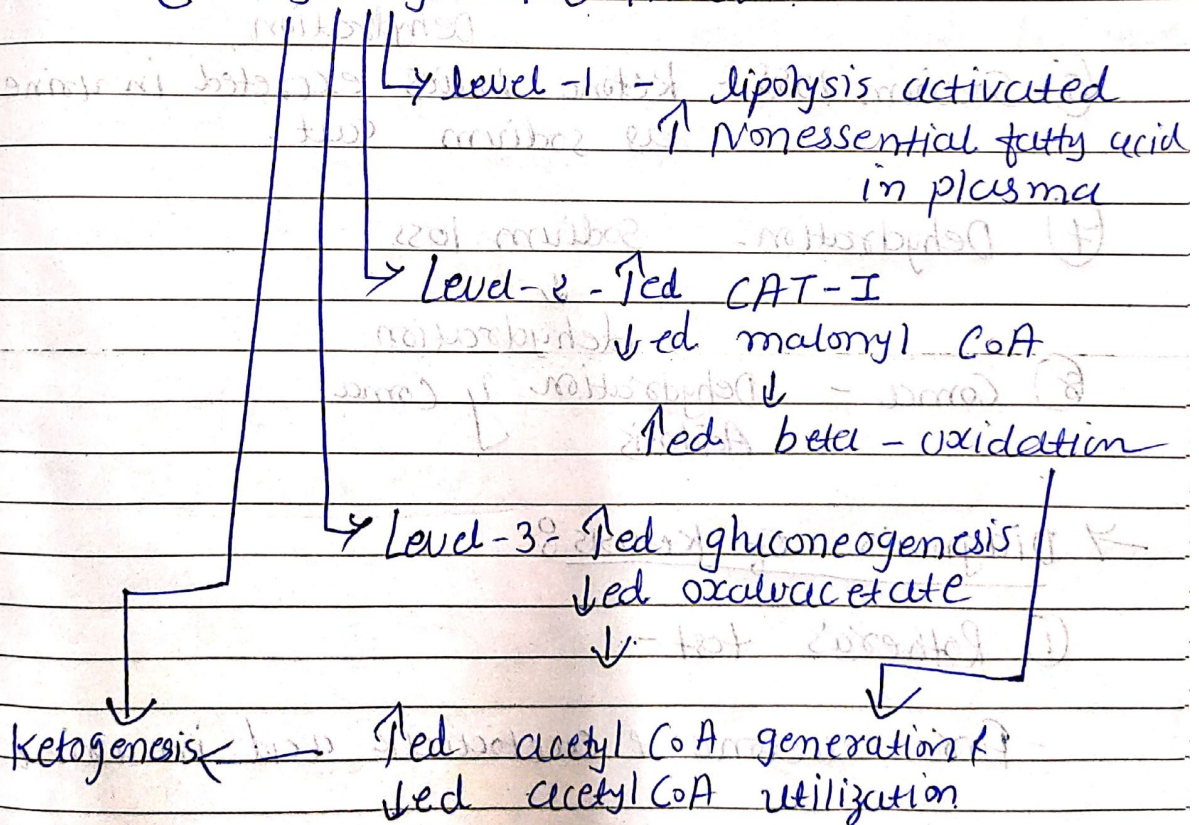 Level-1 - lipolysis activated
↑ Nonessential fatty acid
in plasma
Level-2 - ↑ed CAT-I
↓ed malonyl CoA
↓
↑ed beta-oxidation
Level-3- ↑ed gluconeogenesis
↓ed oxaloacetate
↓
Ketogenesis ← ↑ed acetyl CoA generation &
↓ed acetyl CoA utilization